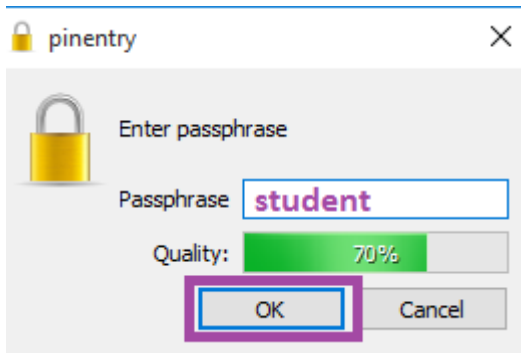 pinentry
Enter passphrase
Passphrase student
Quality: 70%
OK Cancel